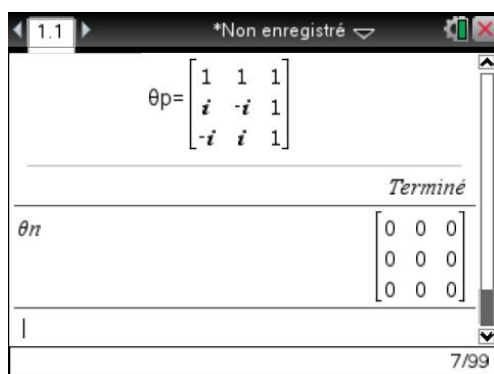 1.1 *Non enregistré
θp= [1 1 1
i -i 1
-i i 1]
Terminé
θn [0 0 0
0 0 0
0 0 0]
7/99